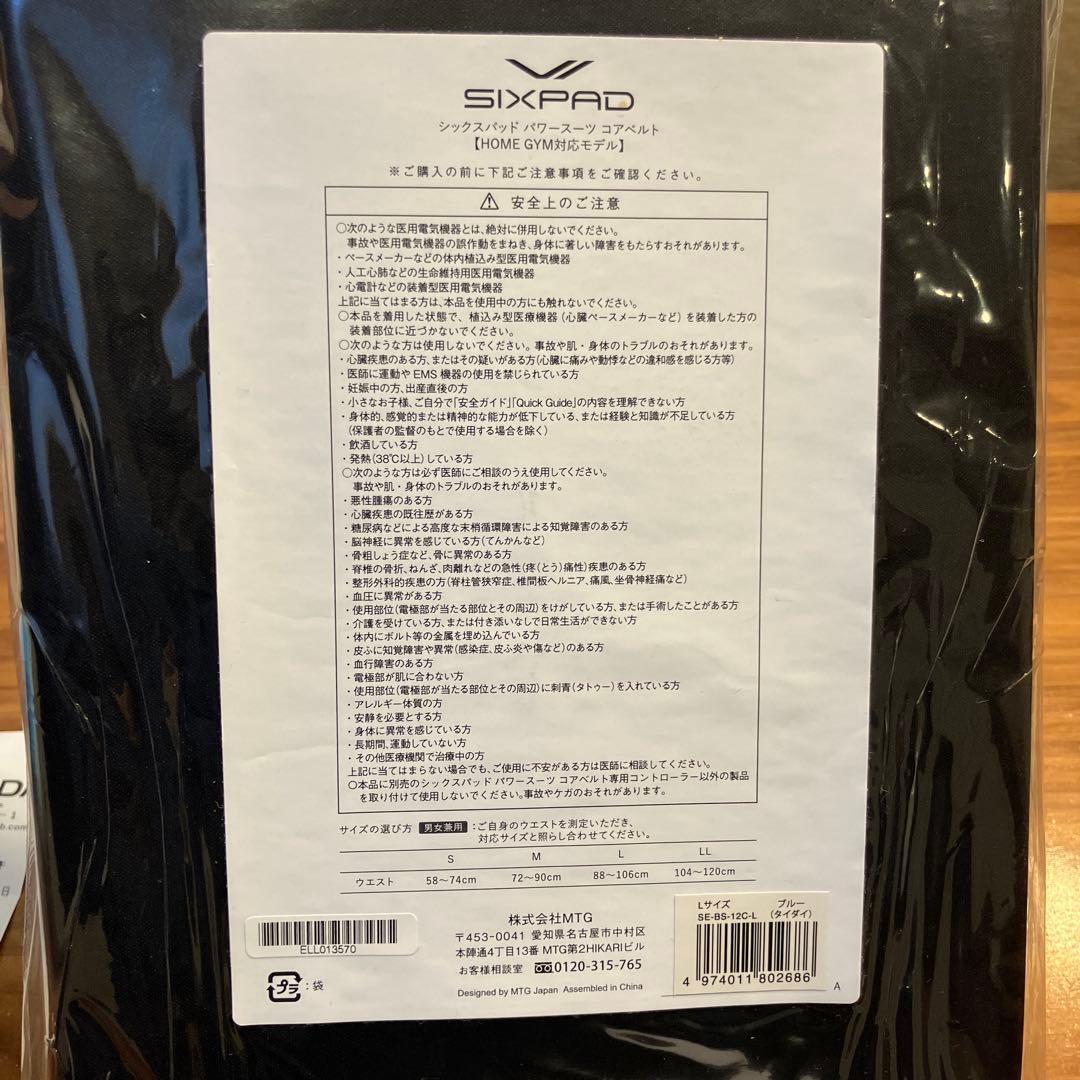 SIXPAD
シックスパッド パワースーツ コアベルト
【HOME GYM対応モデル】
※ご購入の前に下記ご注意事項をご確認ください。
⚠ 安全上のご注意
○次のような医用電気機器とは、絶対に併用しないでください。
事故や医用電気機器の誤作動をまねき、身体に著しい障害をもたらすおそれがあります。
・ペースメーカーなどの体内植込み型医用電気機器
・人工心肺などの生命維持用医用電気機器
・心電計などの装着型医用電気機器
上記に当てはまる方は、本品を使用中の方にも触れないでください。
○本品を着用した状態で、植込み型医療機器(心臓ペースメーカーなど)を装着した方の
装着部位に近づかないでください。
○次のような方は使用しないでください。事故や肌・身体のトラブルのおそれがあります。
・心臓疾患のある方、またはその疑いがある方(心臓に痛みや動悸などの違和感を感じる方等)
・医師に運動や EMS 機器の使用を禁じられている方
・妊娠中の方、出産直後の方
・小さなお子様、ご自分で「安全ガイド」「Quick Guide」の内容を理解できない方
・身体的、感覚的または精神的な能力が低下している、または経験と知識が不足している方
(保護者の監督のもとで使用する場合を除く)
・飲酒している方
・発熱(38℃以上)している方
○次のような方は必ず医師にご相談のうえ使用してください。
事故や肌・身体のトラブルのおそれがあります。
・悪性腫瘍のある方
・心臓疾患の既往歴がある方
・糖尿病などによる高度な末梢循環障害による知覚障害のある方
・脳神経に異常を感じている方(てんかんなど)
・骨粗しょう症など、骨に異常のある方
・脊椎の骨折、ねんざ、肉離れなどの急性(疼(とう)痛性)疾患のある方
・整形外科的疾患の方(脊柱管狭窄症、椎間板ヘルニア、痛風、坐骨神経痛など)
・血圧に異常がある方
・使用部位(電極部が当たる部位とその周辺)をけがしている方、または手術したことがある方
・介護を受けている方、または付き添いなしで日常生活ができない方
・体内にボルト等の金属を埋め込んでいる方
・皮ふに知覚障害や異常(感染症、皮ふ炎や傷など)のある方
・血行障害のある方
・電極部が肌に合わない方
・使用部位(電極部が当たる部位とその周辺)に刺青(タトゥー)を入れている方
・アレルギー体質の方
・安静を必要とする方
・身体に異常を感じている方
・長期間、運動していない方
・その他医療機関で治療中の方
上記に当てはまらない場合でも、ご使用に不安がある方は医師に相談してください。
○本品に別売のシックスパッド パワースーツ コアベルト専用コントローラー以外の製品
を取り付けて使用しないでください。事故やケガのおそれがあります。
サイズの選び方 男女兼用 :ご自身のウエストを測定いただき、
対応サイズと照らし合わせてください。
S M L LL
ウエスト 58〜74cm 72〜90cm 88〜106cm 104〜120cm
ELL013570
プラ :袋
株式会社MTG
〒453-0041 愛知県名古屋市中村区
本陣通4丁目13番 MTG第2HIKARIビル
お客様相談室 0120-315-765
Designed by MTG Japan Assembled in China
Lサイズ ブルー
SE-BS-12C-L (タイダイ)
4 974011 802686
A